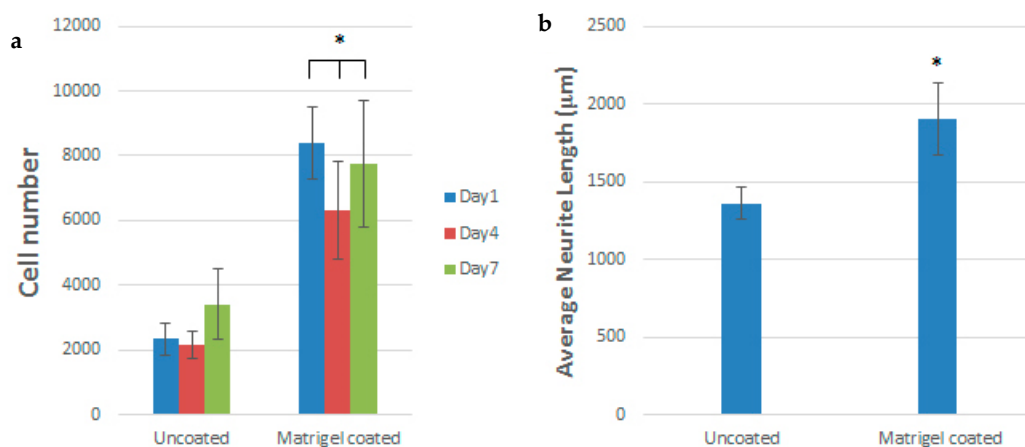 a
Cell number
12000
10000
8000
6000
4000
2000
0
*
Uncoated
Matrigel coated
Day1
Day4
Day7
b
Average Neurite Length (μm)
2500
2000
1500
1000
500
0
*
Uncoated
Matrigel coated